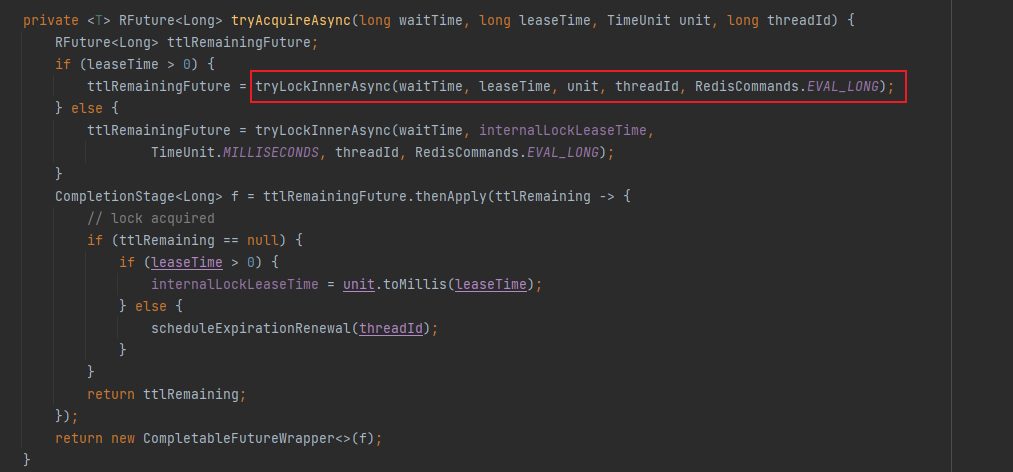 private <T> RFuture<Long> tryAcquireAsync(long waitTime, long leaseTime, TimeUnit unit, long threadId) {
    RFuture<Long> ttlRemainingFuture;
    if (leaseTime > 0) {
        ttlRemainingFuture = tryLockInnerAsync(waitTime, leaseTime, unit, threadId, RedisCommands.EVAL_LONG);
    } else {
        ttlRemainingFuture = tryLockInnerAsync(waitTime, internalLockLeaseTime,
                TimeUnit.MILLISECONDS, threadId, RedisCommands.EVAL_LONG);
    }
    CompletionStage<Long> f = ttlRemainingFuture.thenApply(ttlRemaining -> {
        // lock acquired
        if (ttlRemaining == null) {
            if (leaseTime > 0) {
                internalLockLeaseTime = unit.toMillis(leaseTime);
            } else {
                scheduleExpirationRenewal(threadId);
            }
        }
        return ttlRemaining;
    });
    return new CompletableFutureWrapper<>(f);
}